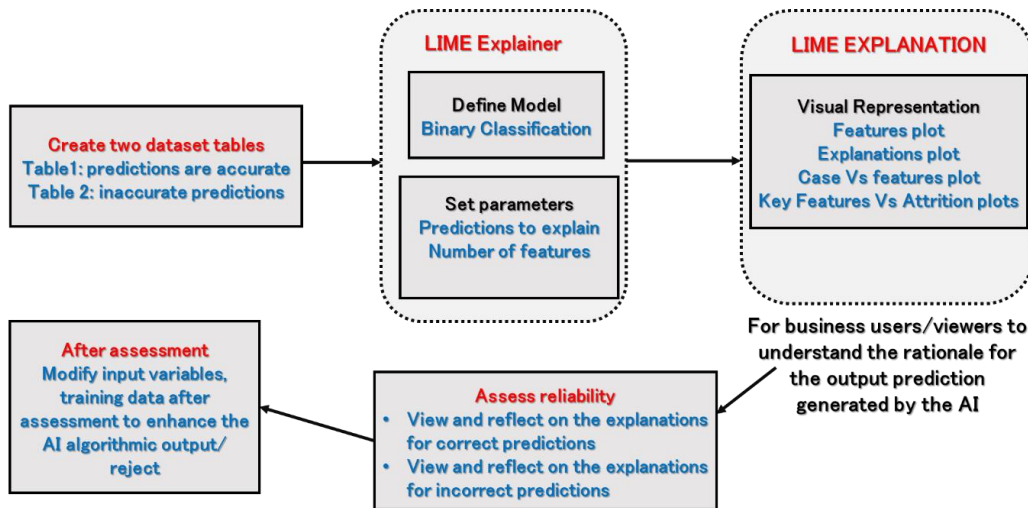 Create two dataset tables
Table1: predictions are accurate
Table 2: inaccurate predictions
LIME Explainer
Define Model
Binary Classification
Set parameters
Predictions to explain
Number of features
LIME EXPLANATION
Visual Representation
Features plot
Explanations plot
Case Vs features plot
Key Features Vs Attrition plots
For business users/viewers to
understand the rationale for
the output prediction
generated by the AI
Assess reliability
• View and reflect on the explanations
for correct predictions
• View and reflect on the explanations
for incorrect predictions
After assessment
Modify input variables,
training data after
assessment to enhance the
AI algorithmic output/
reject